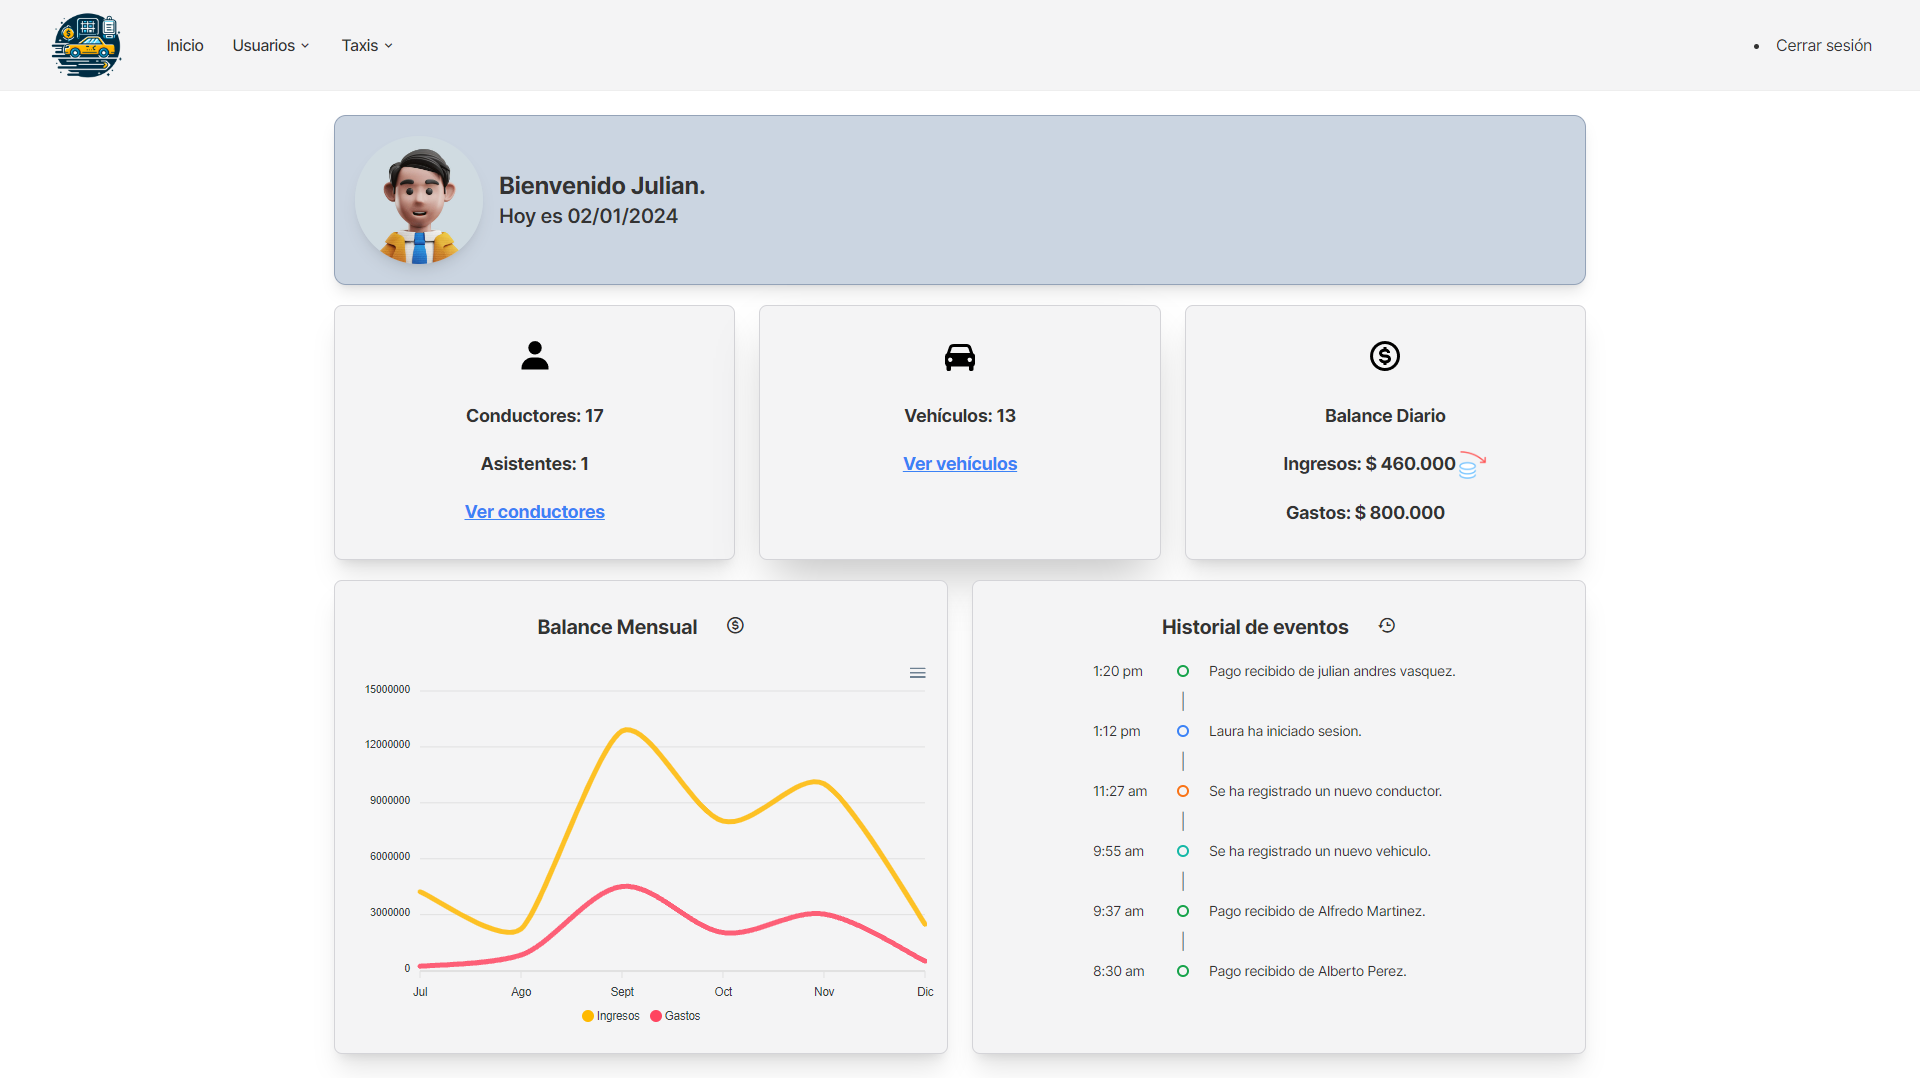 Inicio
Usuarios
Taxis
Cerrar sesión
Bienvenido Julian.
Hoy es 02/01/2024
Conductores: 17
Asistentes: 1
Ver conductores
Vehículos: 13
Ver vehículos
Balance Diario
Ingresos: $ 460.000
Gastos: $ 800.000
Balance Mensual
15000000
12000000
9000000
6000000
3000000
0
Jul Ago Sept Oct Nov Dic
Ingresos Gastos
Historial de eventos
1:20 pm Pago recibido de julian andres vasquez.
1:12 pm Laura ha iniciado sesion.
11:27 am Se ha registrado un nuevo conductor.
9:55 am Se ha registrado un nuevo vehiculo.
9:37 am Pago recibido de Alfredo Martinez.
8:30 am Pago recibido de Alberto Perez.